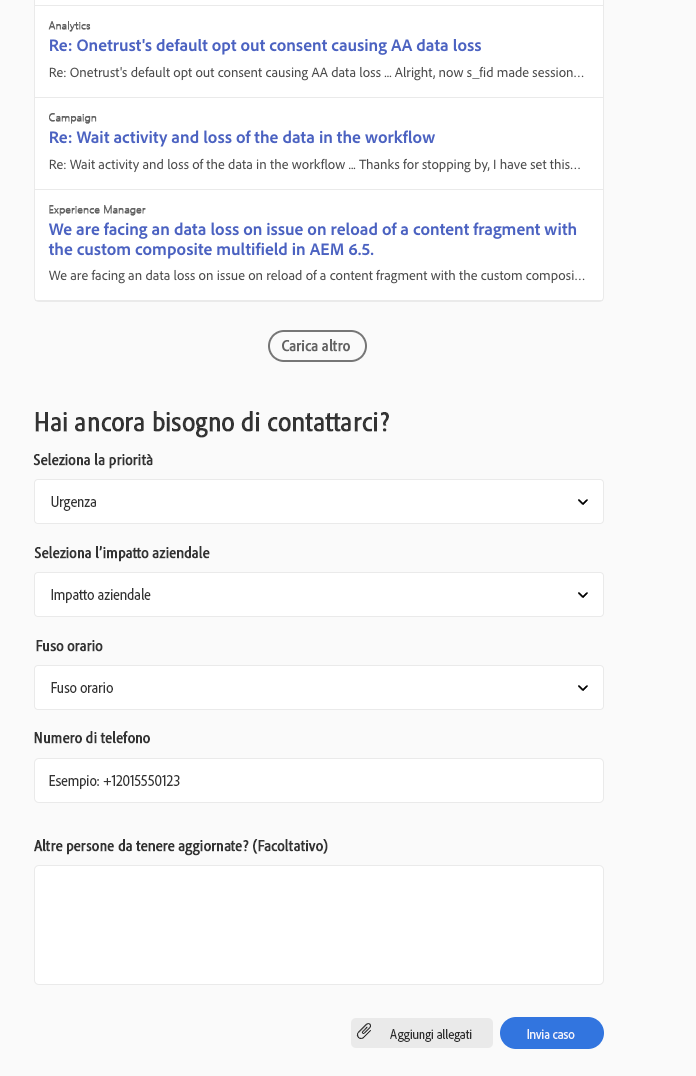 Analytics
Re: Onetrust's default opt out consent causing AA data loss
Re: Onetrust's default opt out consent causing AA data loss ... Alright, now s_fid made session...
Campaign
Re: Wait activity and loss of the data in the workflow
Re: Wait activity and loss of the data in the workflow ... Thanks for stopping by, I have set this...
Experience Manager
We are facing an data loss on issue on reload of a content fragment with
the custom composite multifield in AEM 6.5.
We are facing an data loss on issue on reload of a content fragment with the custom composi...
Carica altro
Hai ancora bisogno di contattarci?
Seleziona la priorità
Urgenza
Seleziona l'impatto aziendale
Impatto aziendale
Fuso orario
Fuso orario
Numero di telefono
Esempio: +12015550123
Altre persone da tenere aggiornate? (Facoltativo)
Aggiungi allegati
Invia caso